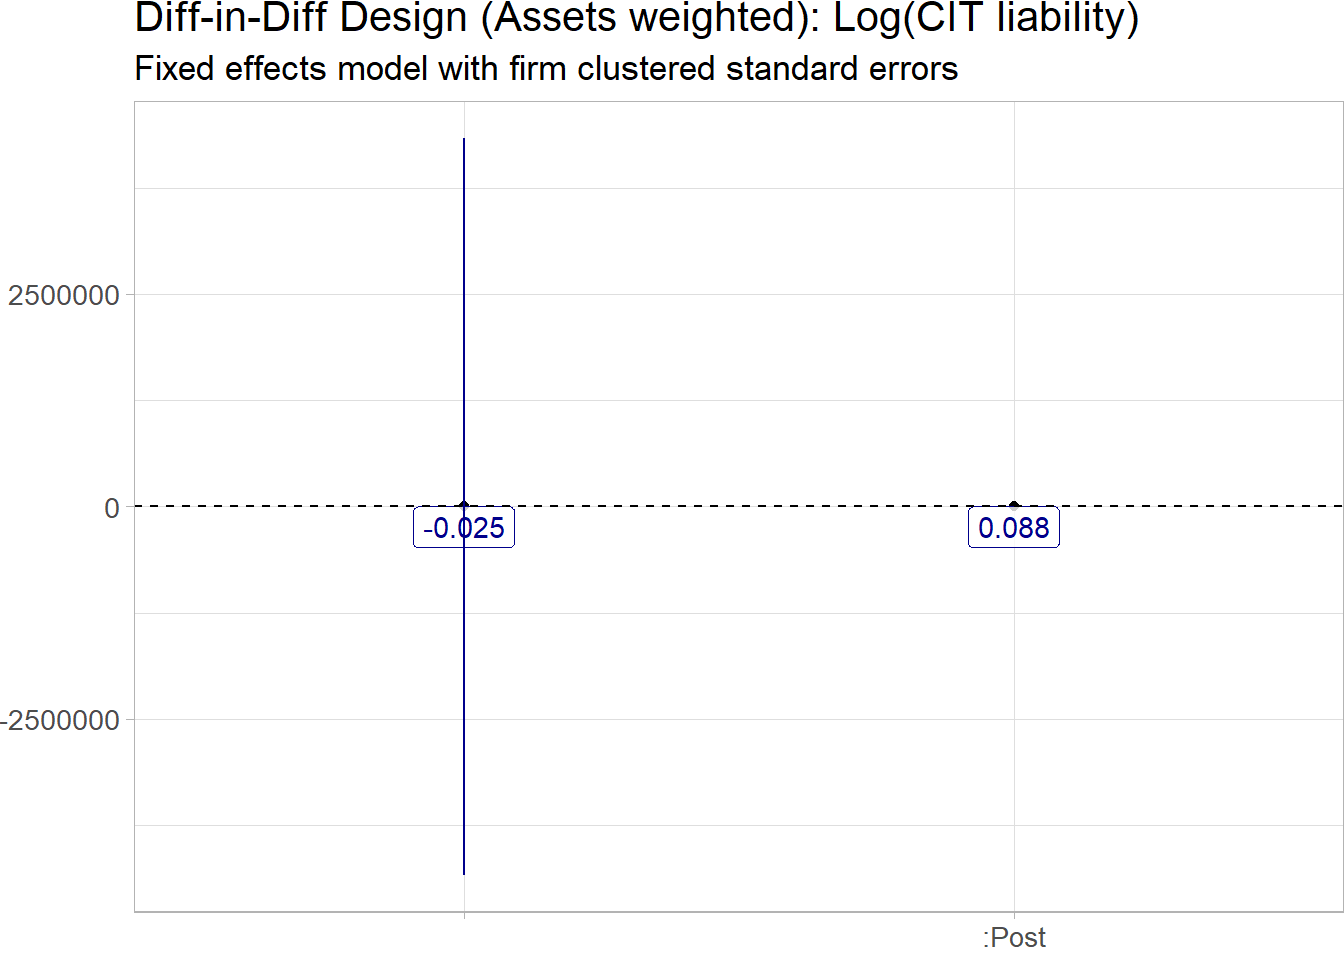 Diff-in-Diff Design (Assets weighted): Log(CIT liability)
Fixed effects model with firm clustered standard errors
2500000
0
-0.025
0.088
-2500000
:Post